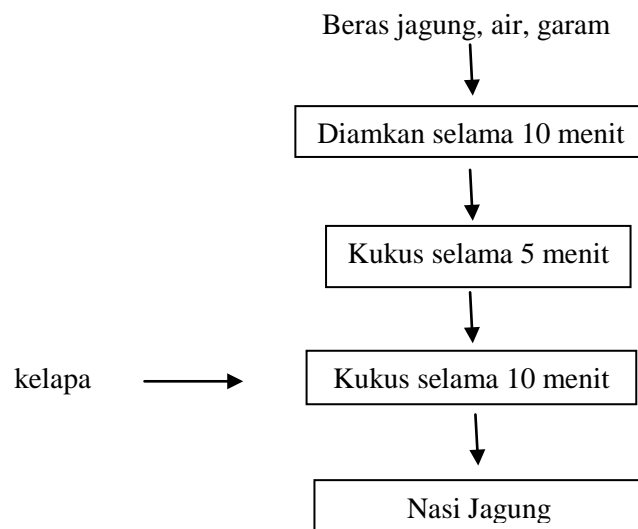 Beras jagung, air, garam
Diamkan selama 10 menit
Kukus selama 5 menit
kelapa
Kukus selama 10 menit
Nasi Jagung